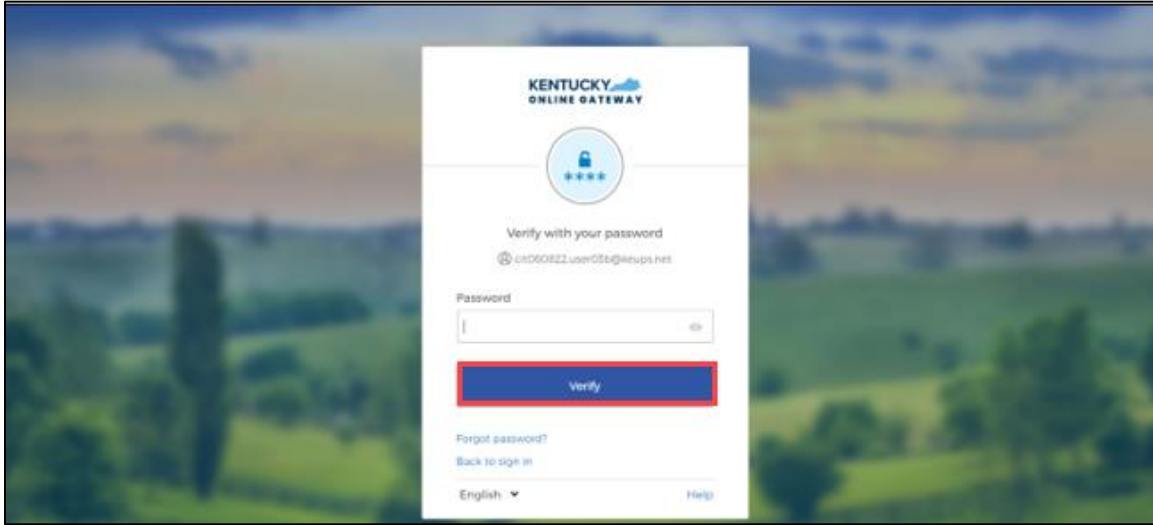 KENTUCKY
ONLINE GATEWAY
****
Verify with your password
Password
Verify
Forgot password?
Back to sign in
English
Help